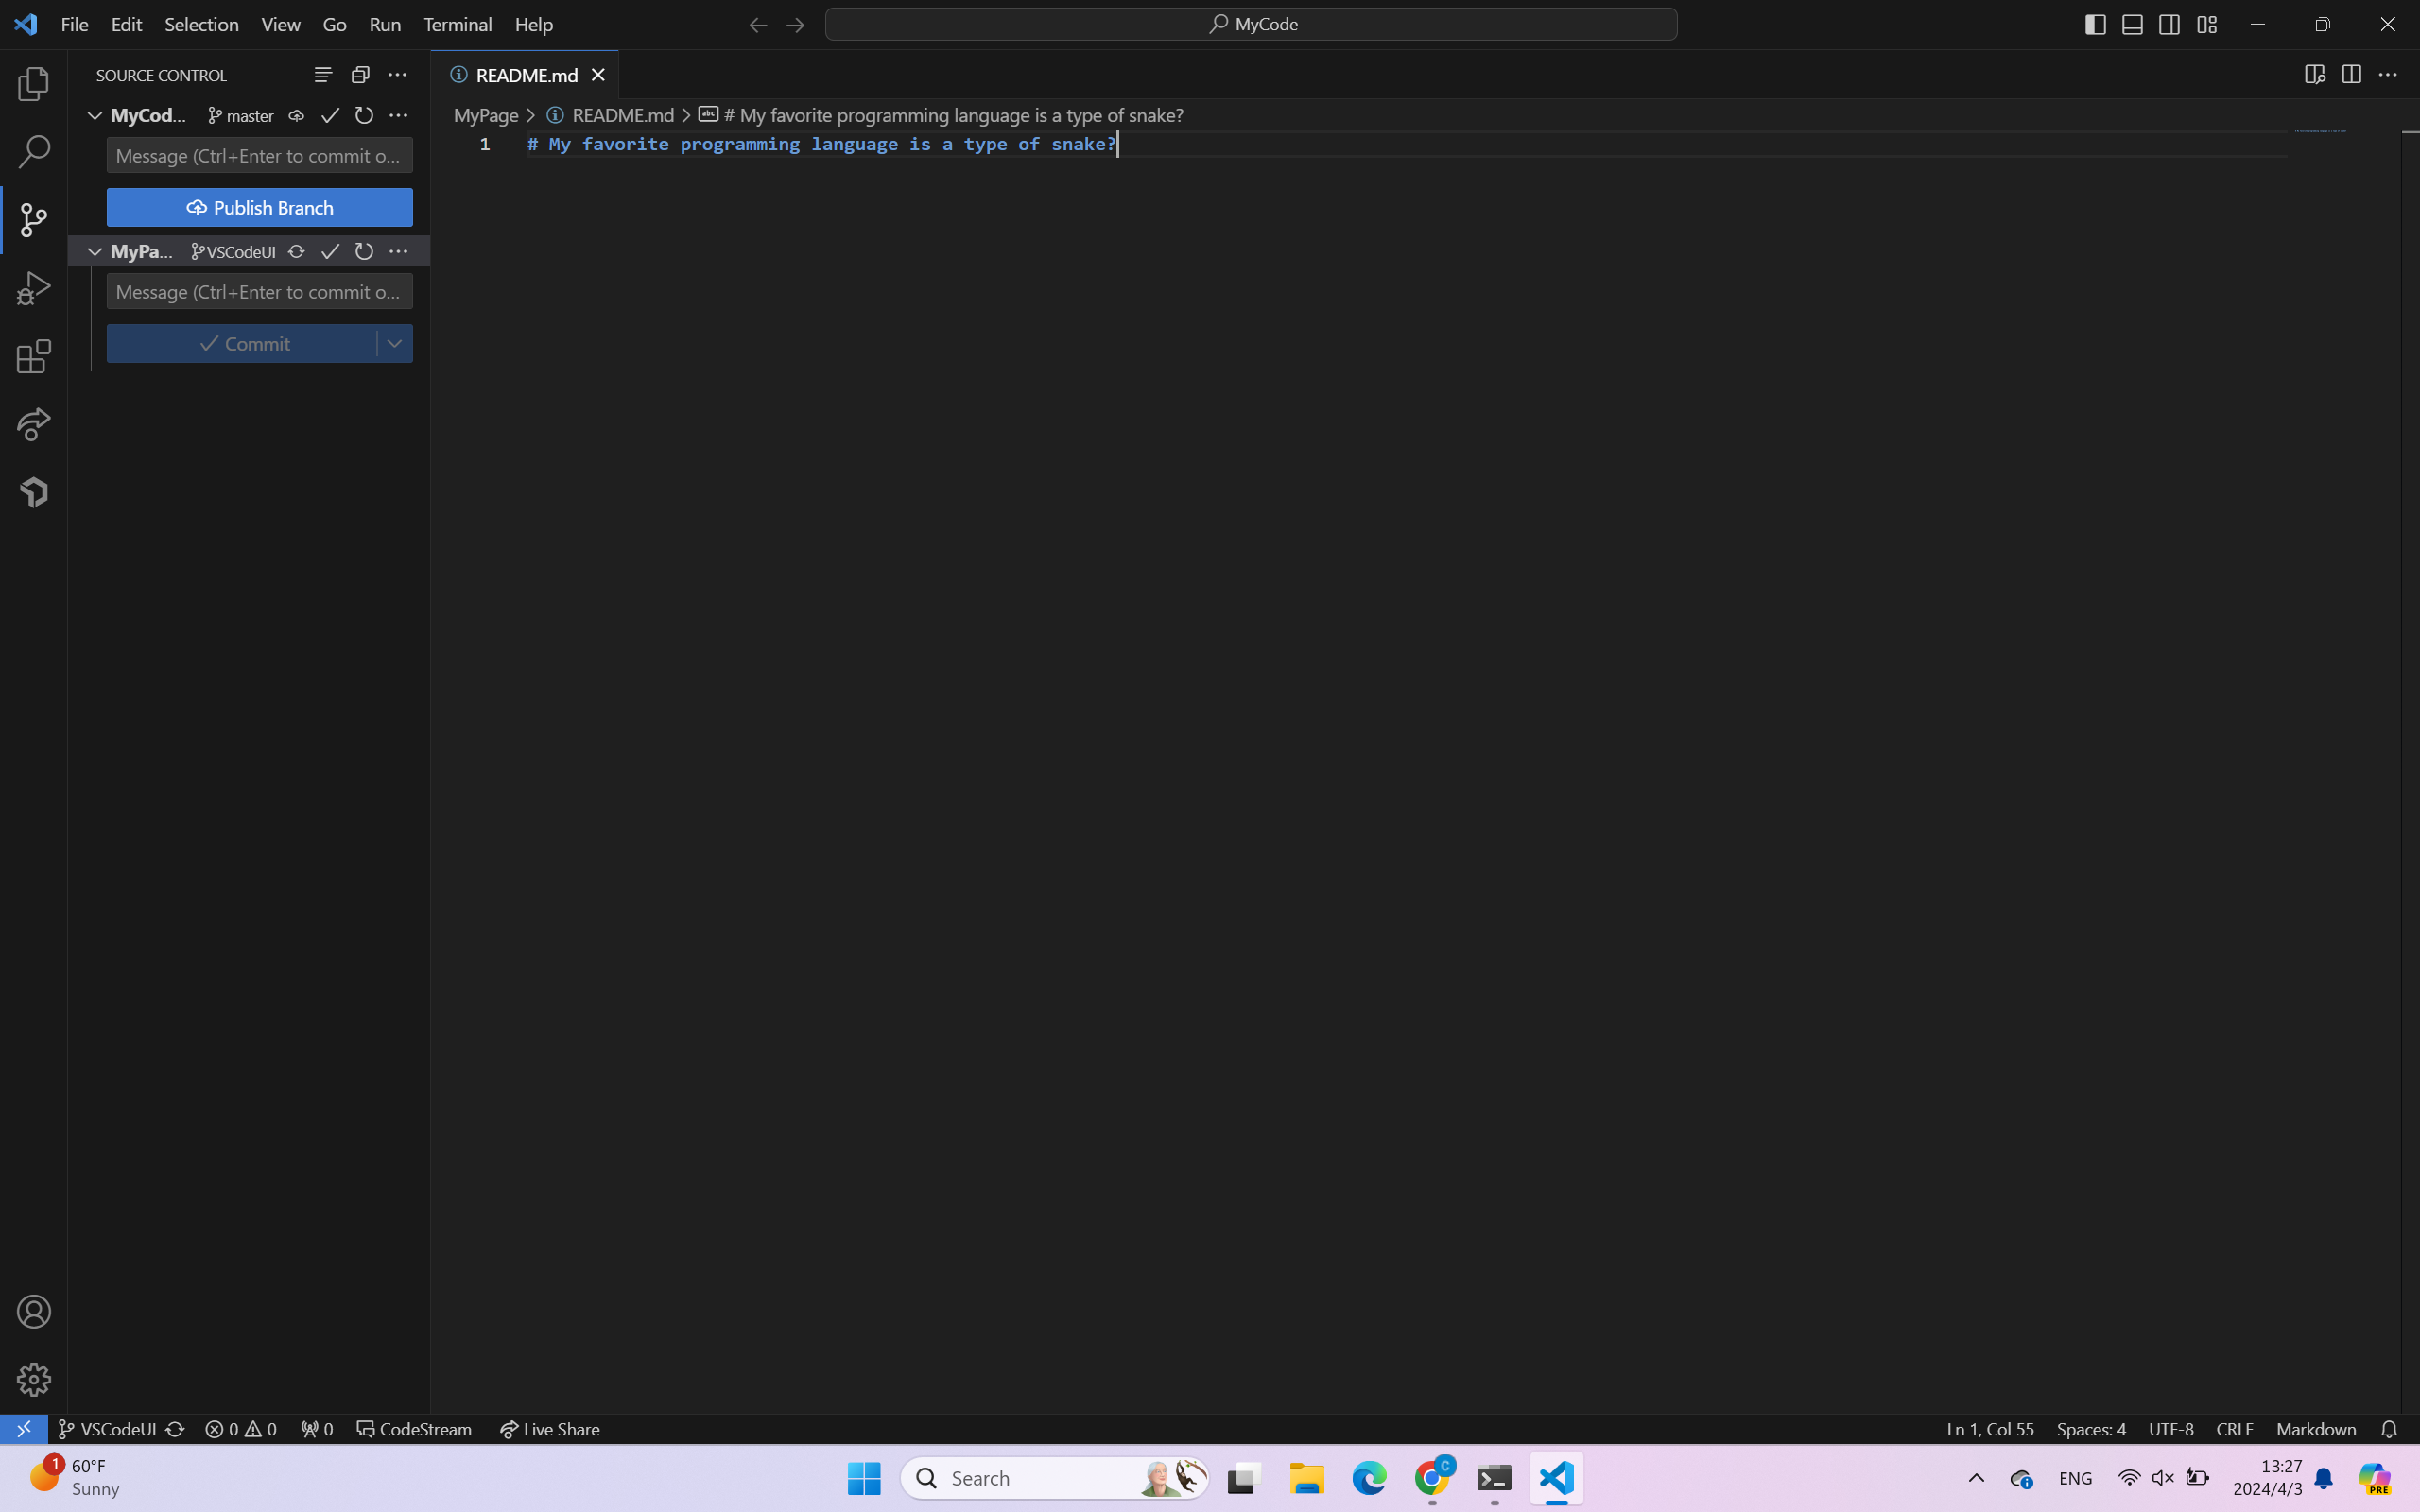 File Edit Selection View Go Run Terminal Help
MyCode
SOURCE CONTROL
MyCod... master
Message (Ctrl+Enter to commit o...
Publish Branch
MyPa... VSCodeUI
Message (Ctrl+Enter to commit o...
Commit
README.md
MyPage > README.md > # My favorite programming language is a type of snake?
1 # My favorite programming language is a type of snake?
VSCodeUI 0 0 0 CodeStream Live Share
Ln 1, Col 55 Spaces: 4 UTF-8 CRLF Markdown
1
60°F
Sunny
Search
C
ENG
13:27
2024/4/3
PRE